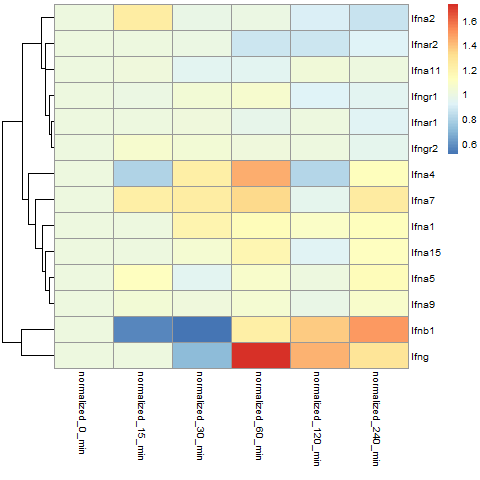 Ifna2
Ifnar2
Ifna11
Ifngr1
Ifnar1
Ifngr2
Ifna4
Ifna7
Ifna1
Ifna15
Ifna5
Ifna9
Ifnb1
Ifng
1.6
1.4
1.2
1
0.8
0.6
normalized_0_min
normalized_15_min
normalized_30_min
normalized_60_min
normalized_120_min
normalized_240_min